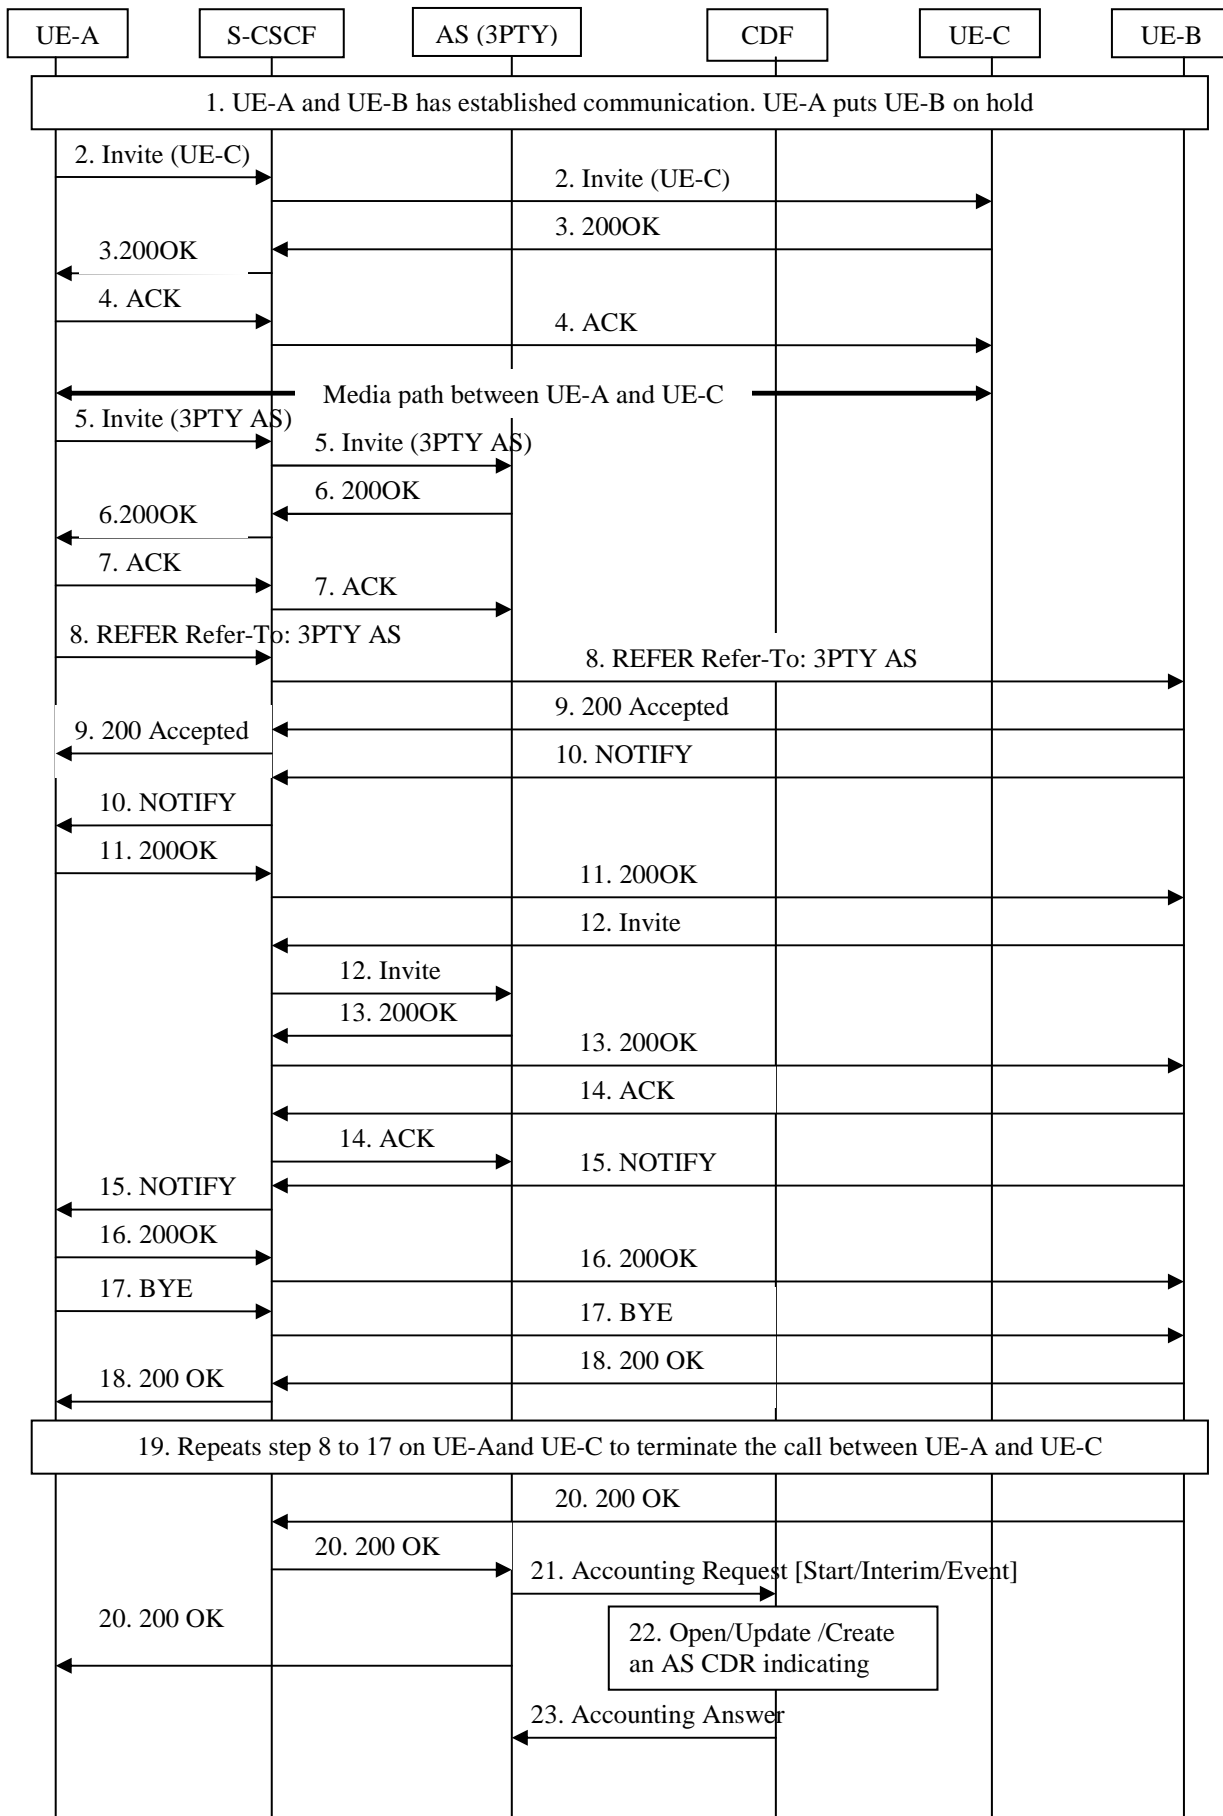 UE-A
S-CSCF
AS (3PTY)
CDF
UE-C
UE-B
1. UE-A and UE-B has established communication. UE-A puts UE-B on hold
2. Invite (UE-C)
2. Invite (UE-C)
3. 200OK
3.200OK
4. ACK
4. ACK
Media path between UE-A and UE-C
5. Invite (3PTY AS)
5. Invite (3PTY AS)
6. 200OK
6.200OK
7. ACK
7. ACK
8. REFER Refer-To: 3PTY AS
8. REFER Refer-To: 3PTY AS
9. 200 Accepted
9. 200 Accepted
10. NOTIFY
10. NOTIFY
11. 200OK
11. 200OK
12. Invite
12. Invite
13. 200OK
13. 200OK
14. ACK
14. ACK
15. NOTIFY
15. NOTIFY
16. 200OK
16. 200OK
17. BYE
17. BYE
18. 200 OK
18. 200 OK
19. Repeats step 8 to 17 on UE-Aand UE-C to terminate the call between UE-A and UE-C
20. 200 OK
20. 200 OK
21. Accounting Request [Start/Interim/Event]
20. 200 OK
22. Open/Update /Create
an AS CDR indicating
23. Accounting Answer